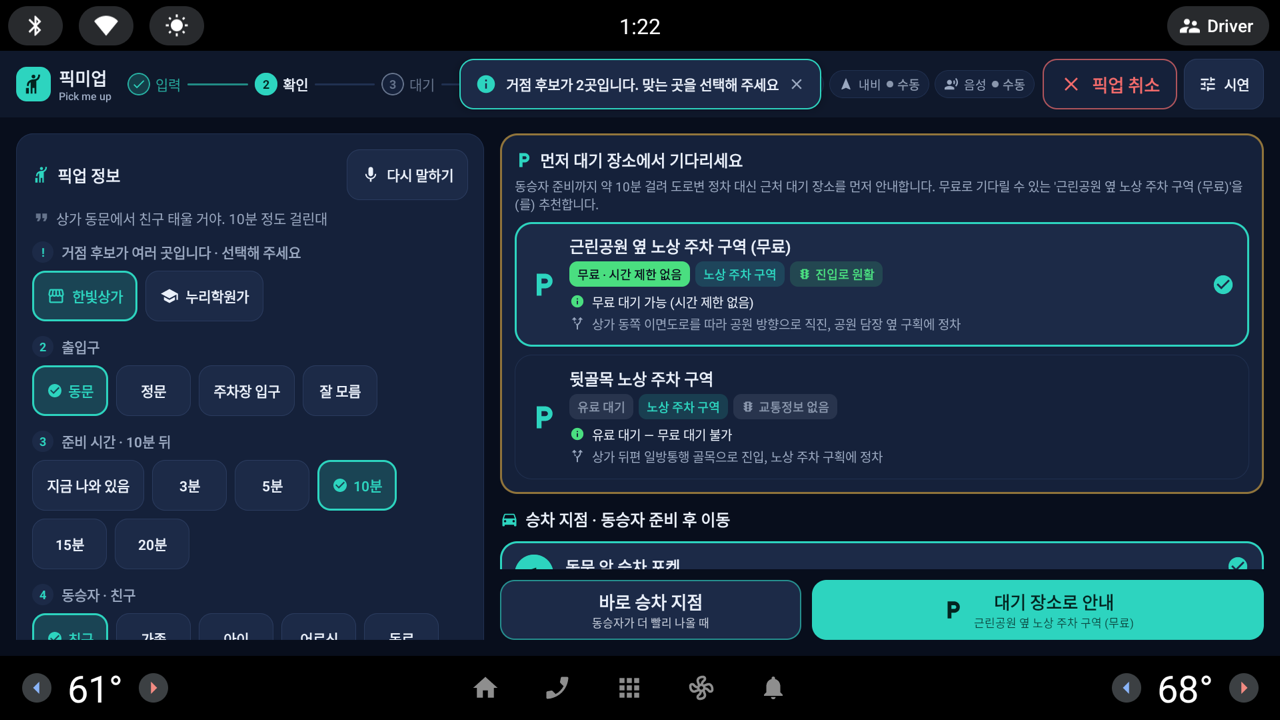 1:22
Driver
픽미업
Pick me up
입력
2 확인
3 대기
거점 후보가 2곳입니다. 맞는 곳을 선택해 주세요
내비 수동
음성 수동
픽업 취소
시연
픽업 정보
다시 말하기
상가 동문에서 친구 태울 거야. 10분 정도 걸린대
! 거점 후보가 여러 곳입니다 · 선택해 주세요
한빛상가
누리학원가
2 출입구
동문
정문
주차장 입구
잘 모름
3 준비 시간 · 10분 뒤
지금 나와 있음
3분
5분
10분
15분
20분
4 동승자 · 친구
친구
가족
아이
어르신
동료
P 먼저 대기 장소에서 기다리세요
동승자 준비까지 약 10분 걸려 도로변 정차 대신 근처 대기 장소를 먼저 안내합니다. 무료로 기다릴 수 있는 '근린공원 옆 노상 주차 구역 (무료)'을
(를) 추천합니다.
P
근린공원 옆 노상 주차 구역 (무료)
무료 · 시간 제한 없음
노상 주차 구역
진입로 원활
무료 대기 가능 (시간 제한 없음)
상가 동쪽 이면도로를 따라 공원 방향으로 직진, 공원 담장 옆 구획에 정차
P
뒷골목 노상 주차 구역
유료 대기
노상 주차 구역
교통정보 없음
유료 대기 — 무료 대기 불가
상가 뒤편 일방통행 골목으로 진입, 노상 주차 구획에 정차
승차 지점 · 동승자 준비 후 이동
동문 앞 승차 포켓
바로 승차 지점
동승자가 더 빨리 나올 때
P 대기 장소로 안내
근린공원 옆 노상 주차 구역 (무료)
61°
68°